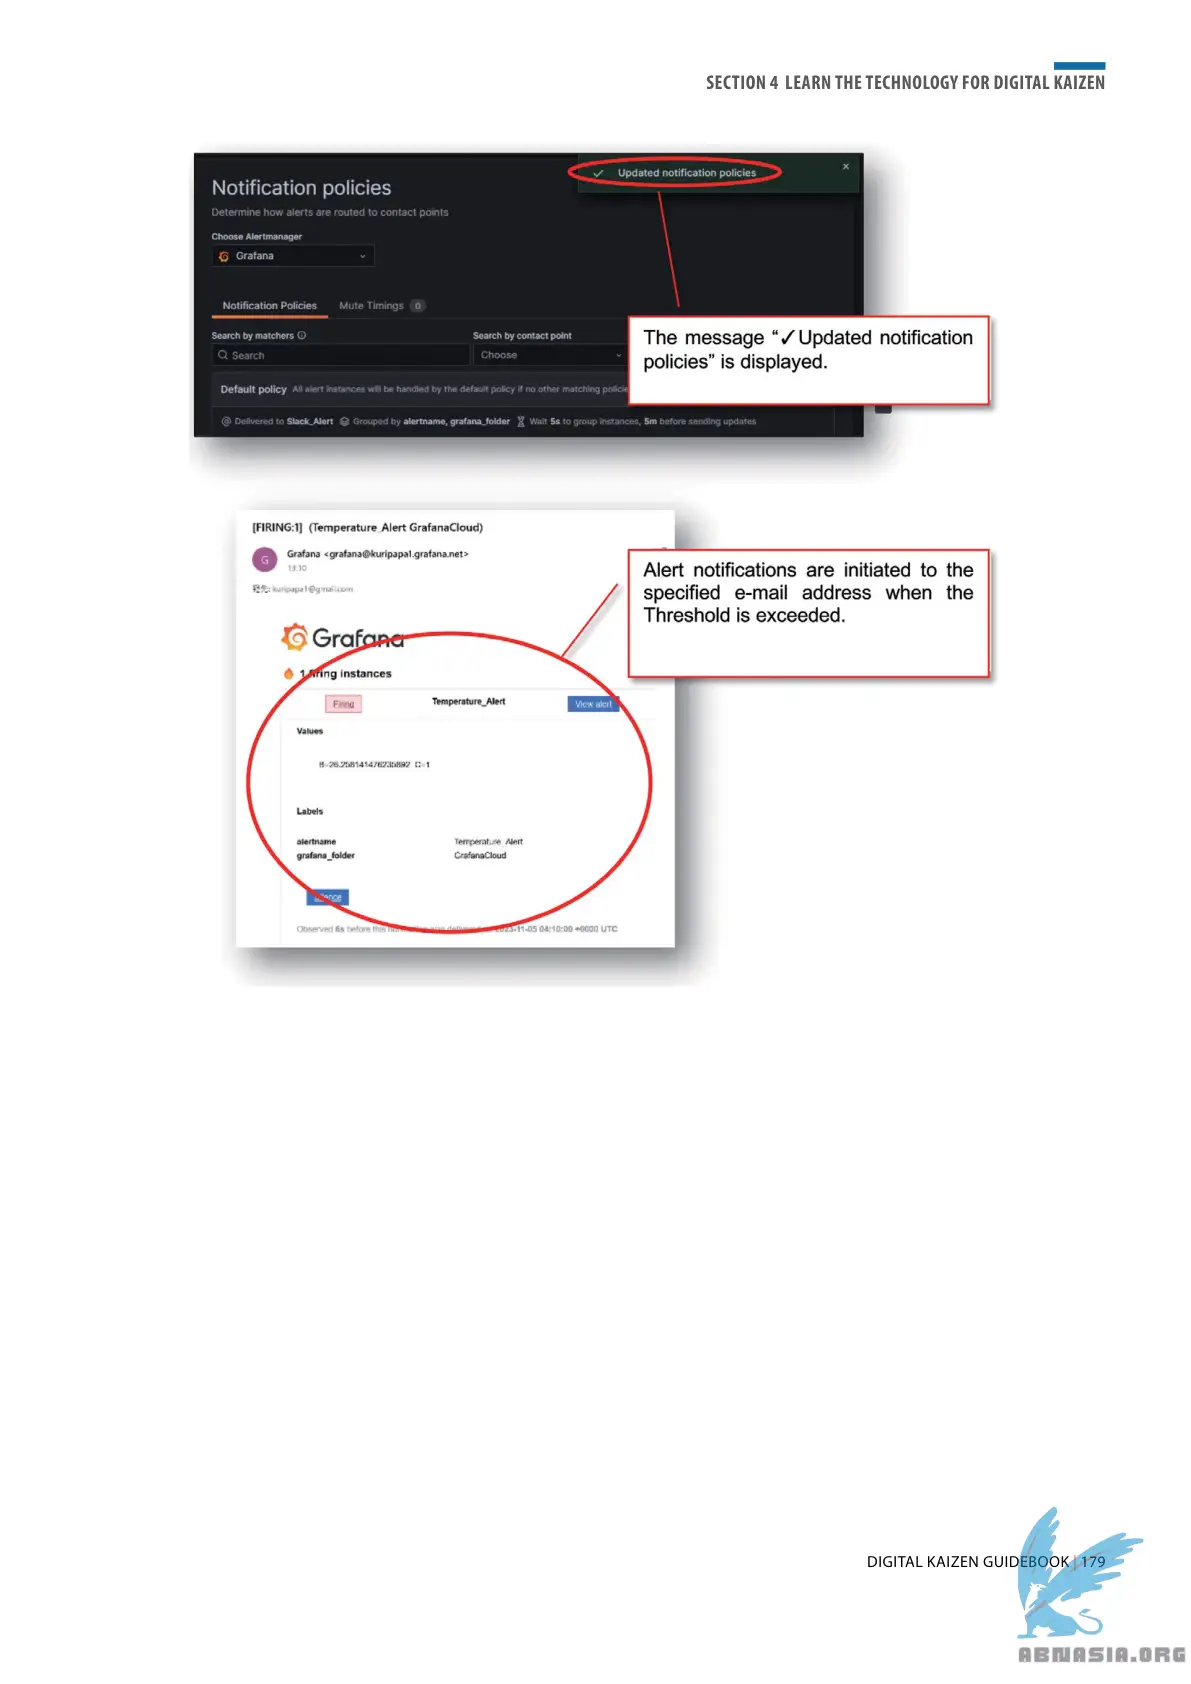 SECTION 4 LEARN THE TECHNOLOGY FOR DIGITAL KAIZEN
Notification policies
✓ Updated notification policies ×
Determine how alerts are routed to contact points
Choose Alertmanager
Grafana
Notification Policies Mute Timings 0
Search by matchers Search by contact point
Search Choose
The message “✓Updated notification
policies” is displayed.
Default policy All alert instances will be handled by the default policy if no other matching policie
Delivered to Slack_Alert Grouped by alertname, grafana_folder Wait 5s to group instances, 5m before sending updates
[FIRING:1] (Temperature_Alert GrafanaCloud)
G
Grafana <grafana@kuripapa1.grafana.net>
13:10
宛先: kuripapa1@gmail.com
Alert notifications are initiated to the
specified e-mail address when the
Threshold is exceeded.
Grafana
1 firing instances
Firing Temperature_Alert View alert
Values
B=26.258141476235892 C=1
Labels
alertname Temperature_Alert
grafana_folder GrafanaCloud
Silence
Observed 6s before this notification was delivered 2023-11-05 04:10:00 +0000 UTC
DIGITAL KAIZEN GUIDEBOOK | 179
ABNASIA.ORG